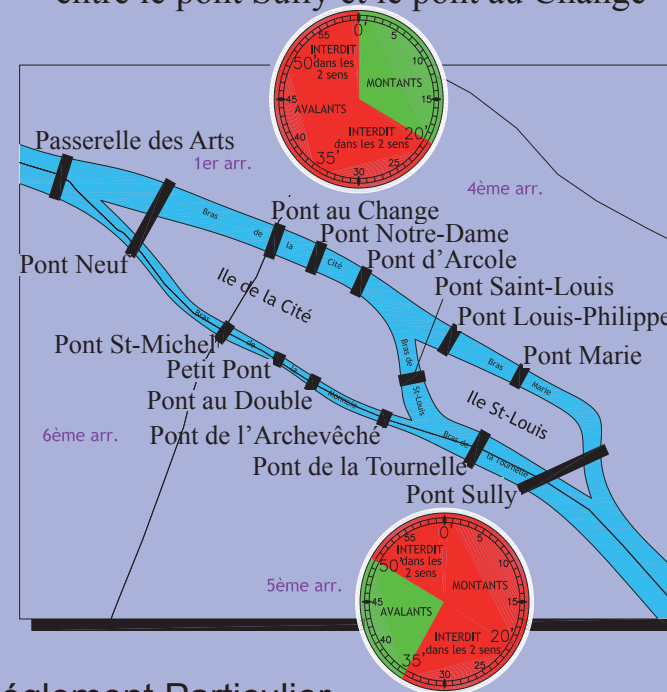 entre le pont Sully et le pont au Change
0'
5
10
15
20'
25
30
35'
40
45
50'
55
INTERDIT
dans les
2 sens
MONTANTS
AVALANTS
INTERDIT
dans les 2 sens
Passerelle des Arts
1er arr.
4ème arr.
Bras de la Cité
Pont au Change
Pont Notre-Dame
Pont d'Arcole
Pont Neuf
Ile de la Cité
Pont Saint-Louis
Pont Louis-Philippe
Bras de la Monnaie
Bras de St-Louis
Bras Marie
Pont St-Michel
Petit Pont
Pont Marie
Pont au Double
Ile St-Louis
6ème arr.
Pont de l'Archevêché
Bras de la Tournelle
Pont de la Tournelle
Pont Sully
5ème arr.
0'
5
10
15
20'
25
30
35'
40
45
50'
55
INTERDIT
dans les
2 sens
MONTANTS
AVALANTS
INTERDIT
dans les 2 sens
èglement Particulier